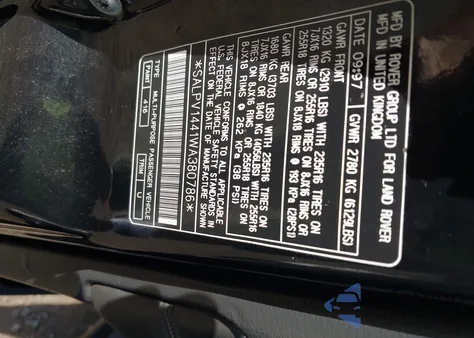 MFD BY ROVER GROUP LTD FOR LAND ROVER
IN UNITED KINGDOM
DATE 09-97 GVWR 2780 KG (6129LBS)
GAWR FRONT
1320 KG (2910 LBS) WITH 235R16 TIRES ON
7JX16 RIMS OR 255R16 TIRES ON 8JX16 RIMS OR
255R18 TIRES ON 8JX18 RIMS @ 193 KPa (28PSI)
GAWR REAR
1680 KG (3703 LBS) WITH 235R16 TIRES ON
7JX16 RIMS OR 1840 KG (4056LBS) WITH 255R16
TIRES ON 8JX16 RIMS OR 255R18 TIRES ON
8JX18 RIMS @ 262 KPa (38 PSI)
THIS VEHICLE CONFORMS TO ALL APPLICABLE
U.S. FEDERAL VEHICLE SAFETY STANDARDS IN
EFFECT ON THE DATE OF MANUFACTURE SHOWN
*SALPV1441WA380786*
TYPE MULTI-PURPOSE PASSENGER VEHICLE
PAINT 416 TRIM U